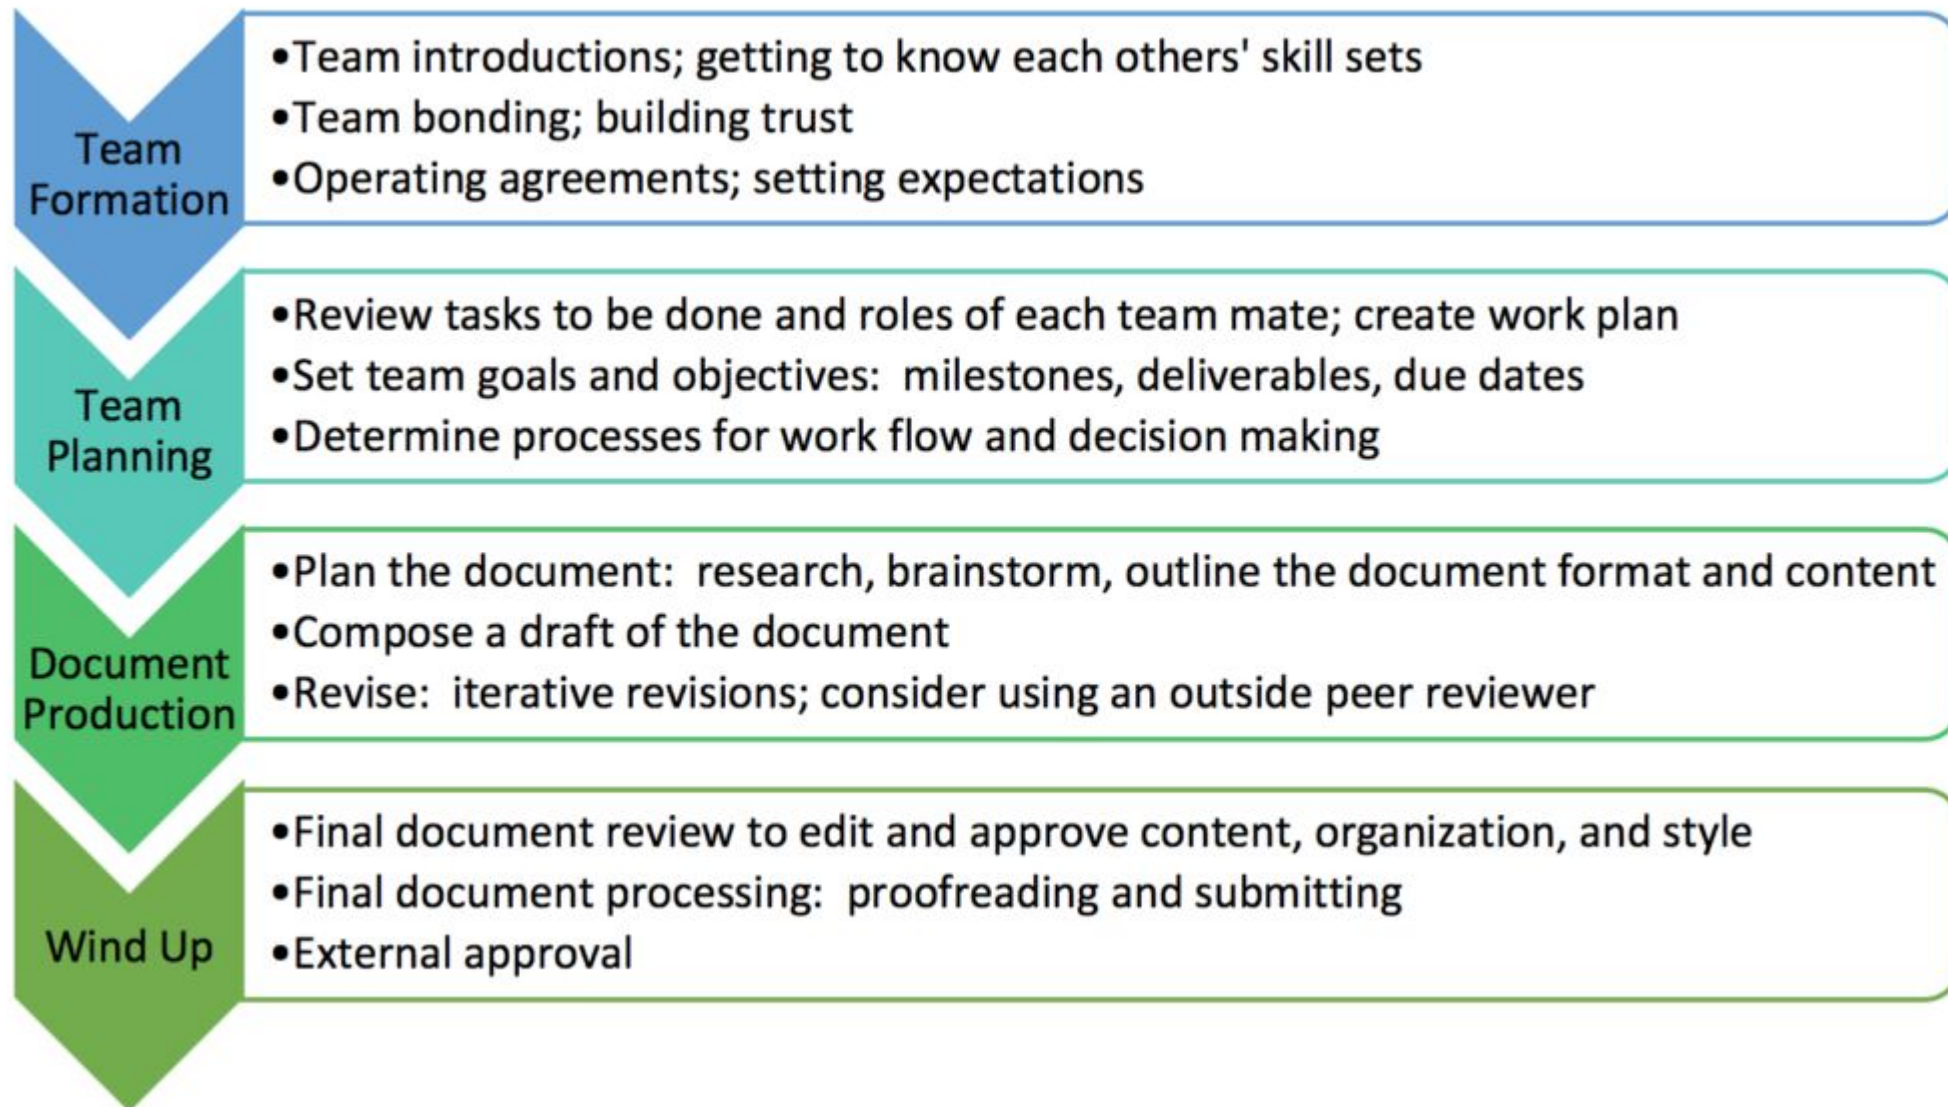 Team
Formation
•Team introductions; getting to know each others' skill sets
•Team bonding; building trust
•Operating agreements; setting expectations
Team
Planning
•Review tasks to be done and roles of each team mate; create work plan
•Set team goals and objectives:  milestones, deliverables, due dates
•Determine processes for work flow and decision making
Document
Production
•Plan the document:  research, brainstorm, outline the document format and content
•Compose a draft of the document
•Revise:  iterative revisions; consider using an outside peer reviewer
Wind Up
•Final document review to edit and approve content, organization, and style
•Final document processing:  proofreading and submitting
•External approval